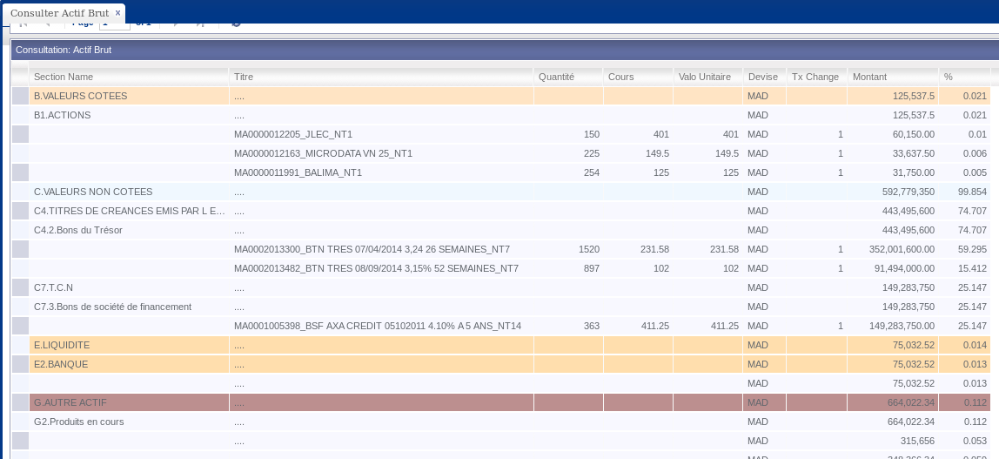 Consulter Actif Brut x
Page 1 of 1
Consultation: Actif Brut
Section Name Titre Quantité Cours Valo Unitaire Devise Tx Change Montant %
B.VALEURS COTEES .... MAD 125,537.5 0.021
B1.ACTIONS .... MAD 125,537.5 0.021
MA0000012205_JLEC_NT1 150 401 401 MAD 1 60,150.00 0.01
MA0000012163_MICRODATA VN 25_NT1 225 149.5 149.5 MAD 1 33,637.50 0.006
MA0000011991_BALIMA_NT1 254 125 125 MAD 1 31,750.00 0.005
C.VALEURS NON COTEES .... MAD 592,779,350 99.854
C4.TITRES DE CREANCES EMIS PAR L E... .... MAD 443,495,600 74.707
C4.2.Bons du Trésor .... MAD 443,495,600 74.707
MA0002013300_BTN TRES 07/04/2014 3,24 26 SEMAINES_NT7 1520 231.58 231.58 MAD 1 352,001,600.00 59.295
MA0002013482_BTN TRES 08/09/2014 3,15% 52 SEMAINES_NT7 897 102 102 MAD 1 91,494,000.00 15.412
C7.T.C.N .... MAD 149,283,750 25.147
C7.3.Bons de société de financement .... MAD 149,283,750 25.147
MA0001005398_BSF AXA CREDIT 05102011 4.10% A 5 ANS_NT14 363 411.25 411.25 MAD 1 149,283,750.00 25.147
E.LIQUIDITE .... MAD 75,032.52 0.014
E2.BANQUE .... MAD 75,032.52 0.013
.... MAD 75,032.52 0.013
G.AUTRE ACTIF .... MAD 664,022.34 0.112
G2.Produits en cours .... MAD 664,022.34 0.112
.... MAD 315,656 0.053